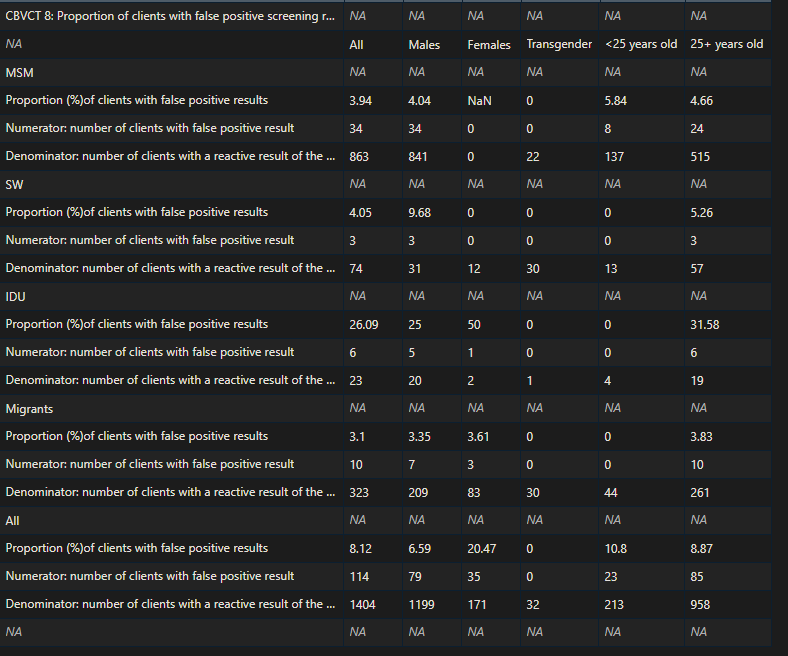 CBVCT 8: Proportion of clients with false positive screening r... NA NA NA NA NA NA
NA All Males Females Transgender <25 years old 25+ years old
MSM NA NA NA NA NA NA
Proportion (%)of clients with false positive results 3.94 4.04 NaN 0 5.84 4.66
Numerator: number of clients with false positive result 34 34 0 0 8 24
Denominator: number of clients with a reactive result of the ... 863 841 0 22 137 515
SW NA NA NA NA NA NA
Proportion (%)of clients with false positive results 4.05 9.68 0 0 0 5.26
Numerator: number of clients with false positive result 3 3 0 0 0 3
Denominator: number of clients with a reactive result of the ... 74 31 12 30 13 57
IDU NA NA NA NA NA NA
Proportion (%)of clients with false positive results 26.09 25 50 0 0 31.58
Numerator: number of clients with false positive result 6 5 1 0 0 6
Denominator: number of clients with a reactive result of the ... 23 20 2 1 4 19
Migrants NA NA NA NA NA NA
Proportion (%)of clients with false positive results 3.1 3.35 3.61 0 0 3.83
Numerator: number of clients with false positive result 10 7 3 0 0 10
Denominator: number of clients with a reactive result of the ... 323 209 83 30 44 261
All NA NA NA NA NA NA
Proportion (%)of clients with false positive results 8.12 6.59 20.47 0 10.8 8.87
Numerator: number of clients with false positive result 114 79 35 0 23 85
Denominator: number of clients with a reactive result of the ... 1404 1199 171 32 213 958
NA NA NA NA NA NA NA